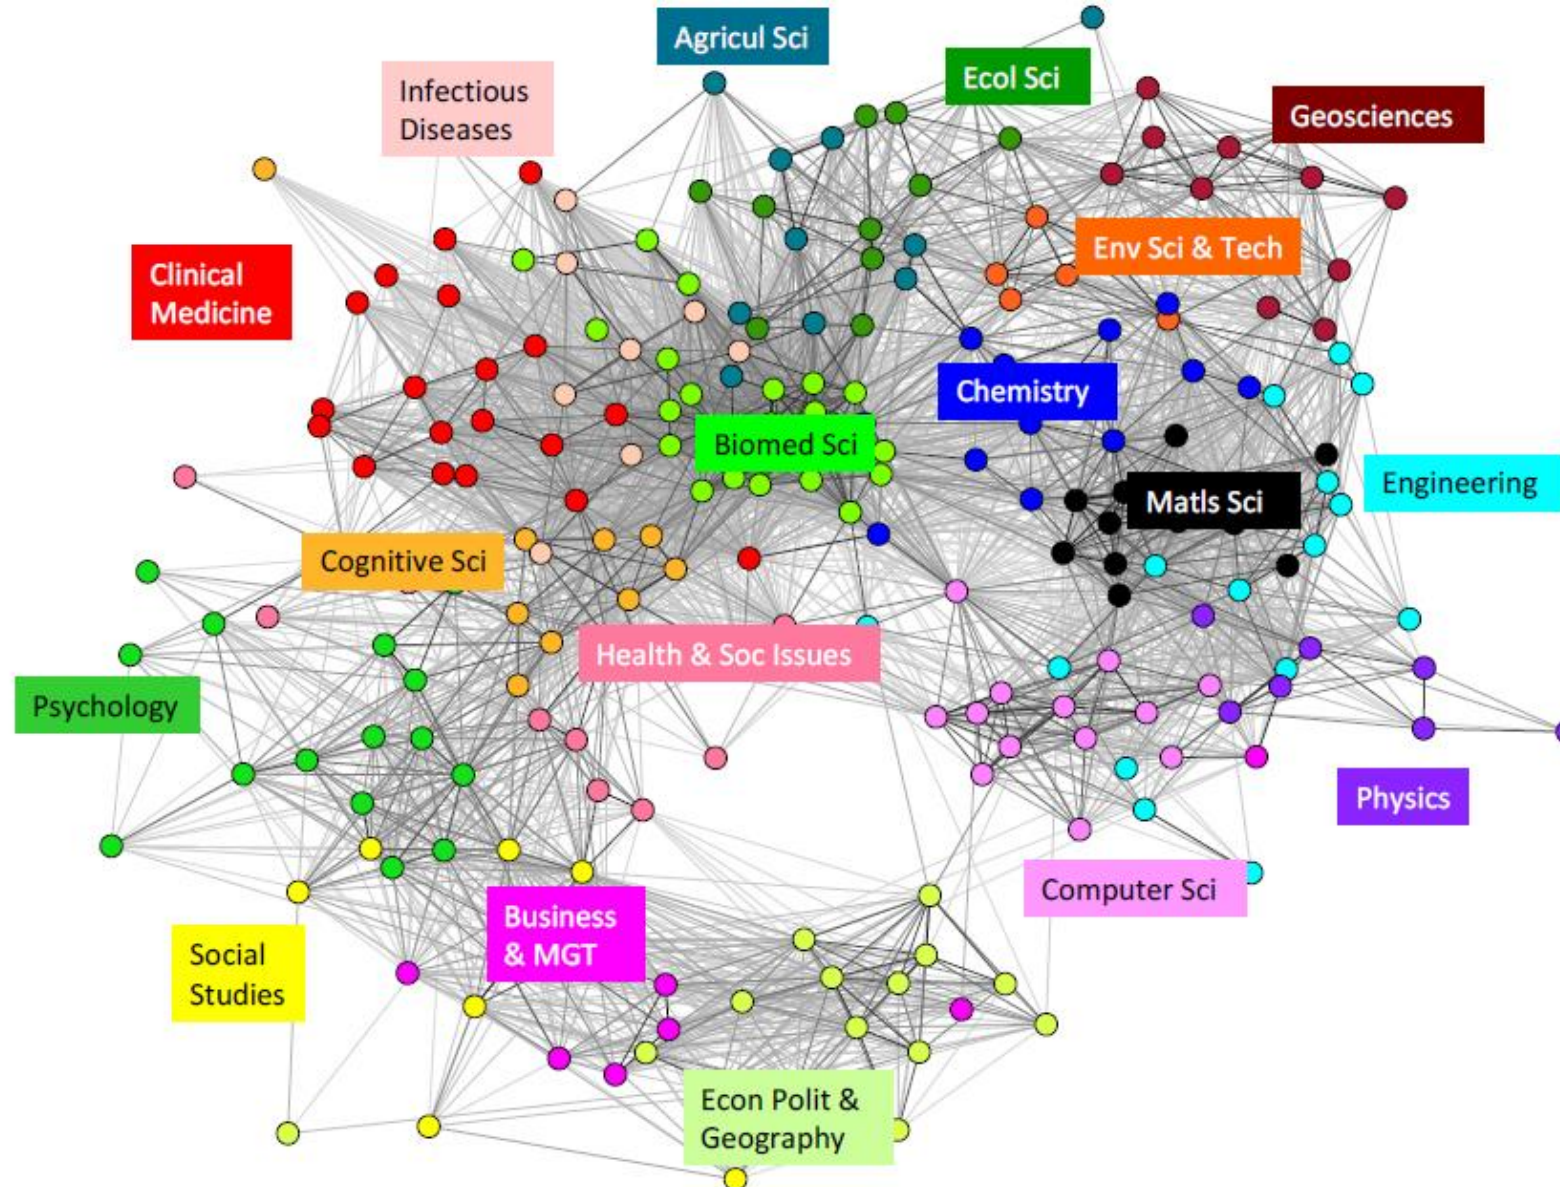 Agricul Sci
Ecol Sci
Infectious
Diseases
Geosciences
Env Sci & Tech
Clinical
Medicine
Chemistry
Biomed Sci
Engineering
Matls Sci
Cognitive Sci
Health & Soc Issues
Psychology
Physics
Computer Sci
Business
& MGT
Social
Studies
Econ Polit &
Geography